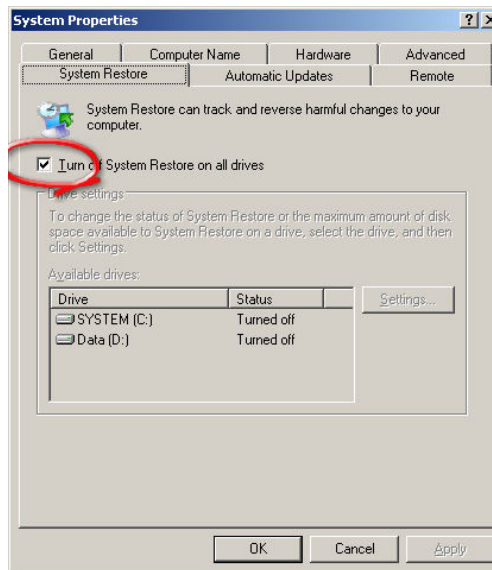 System Properties
General Computer Name Hardware Advanced
System Restore Automatic Updates Remote
System Restore can track and reverse harmful changes to your
computer.
Turn off System Restore on all drives
Drive settings
To change the status of System Restore or the maximum amount of disk
space available to System Restore on a drive, select the drive, and then
click Settings.
Available drives:
Drive Status
Settings...
SYSTEM (C:) Turned off
Data (D:) Turned off
OK Cancel Apply